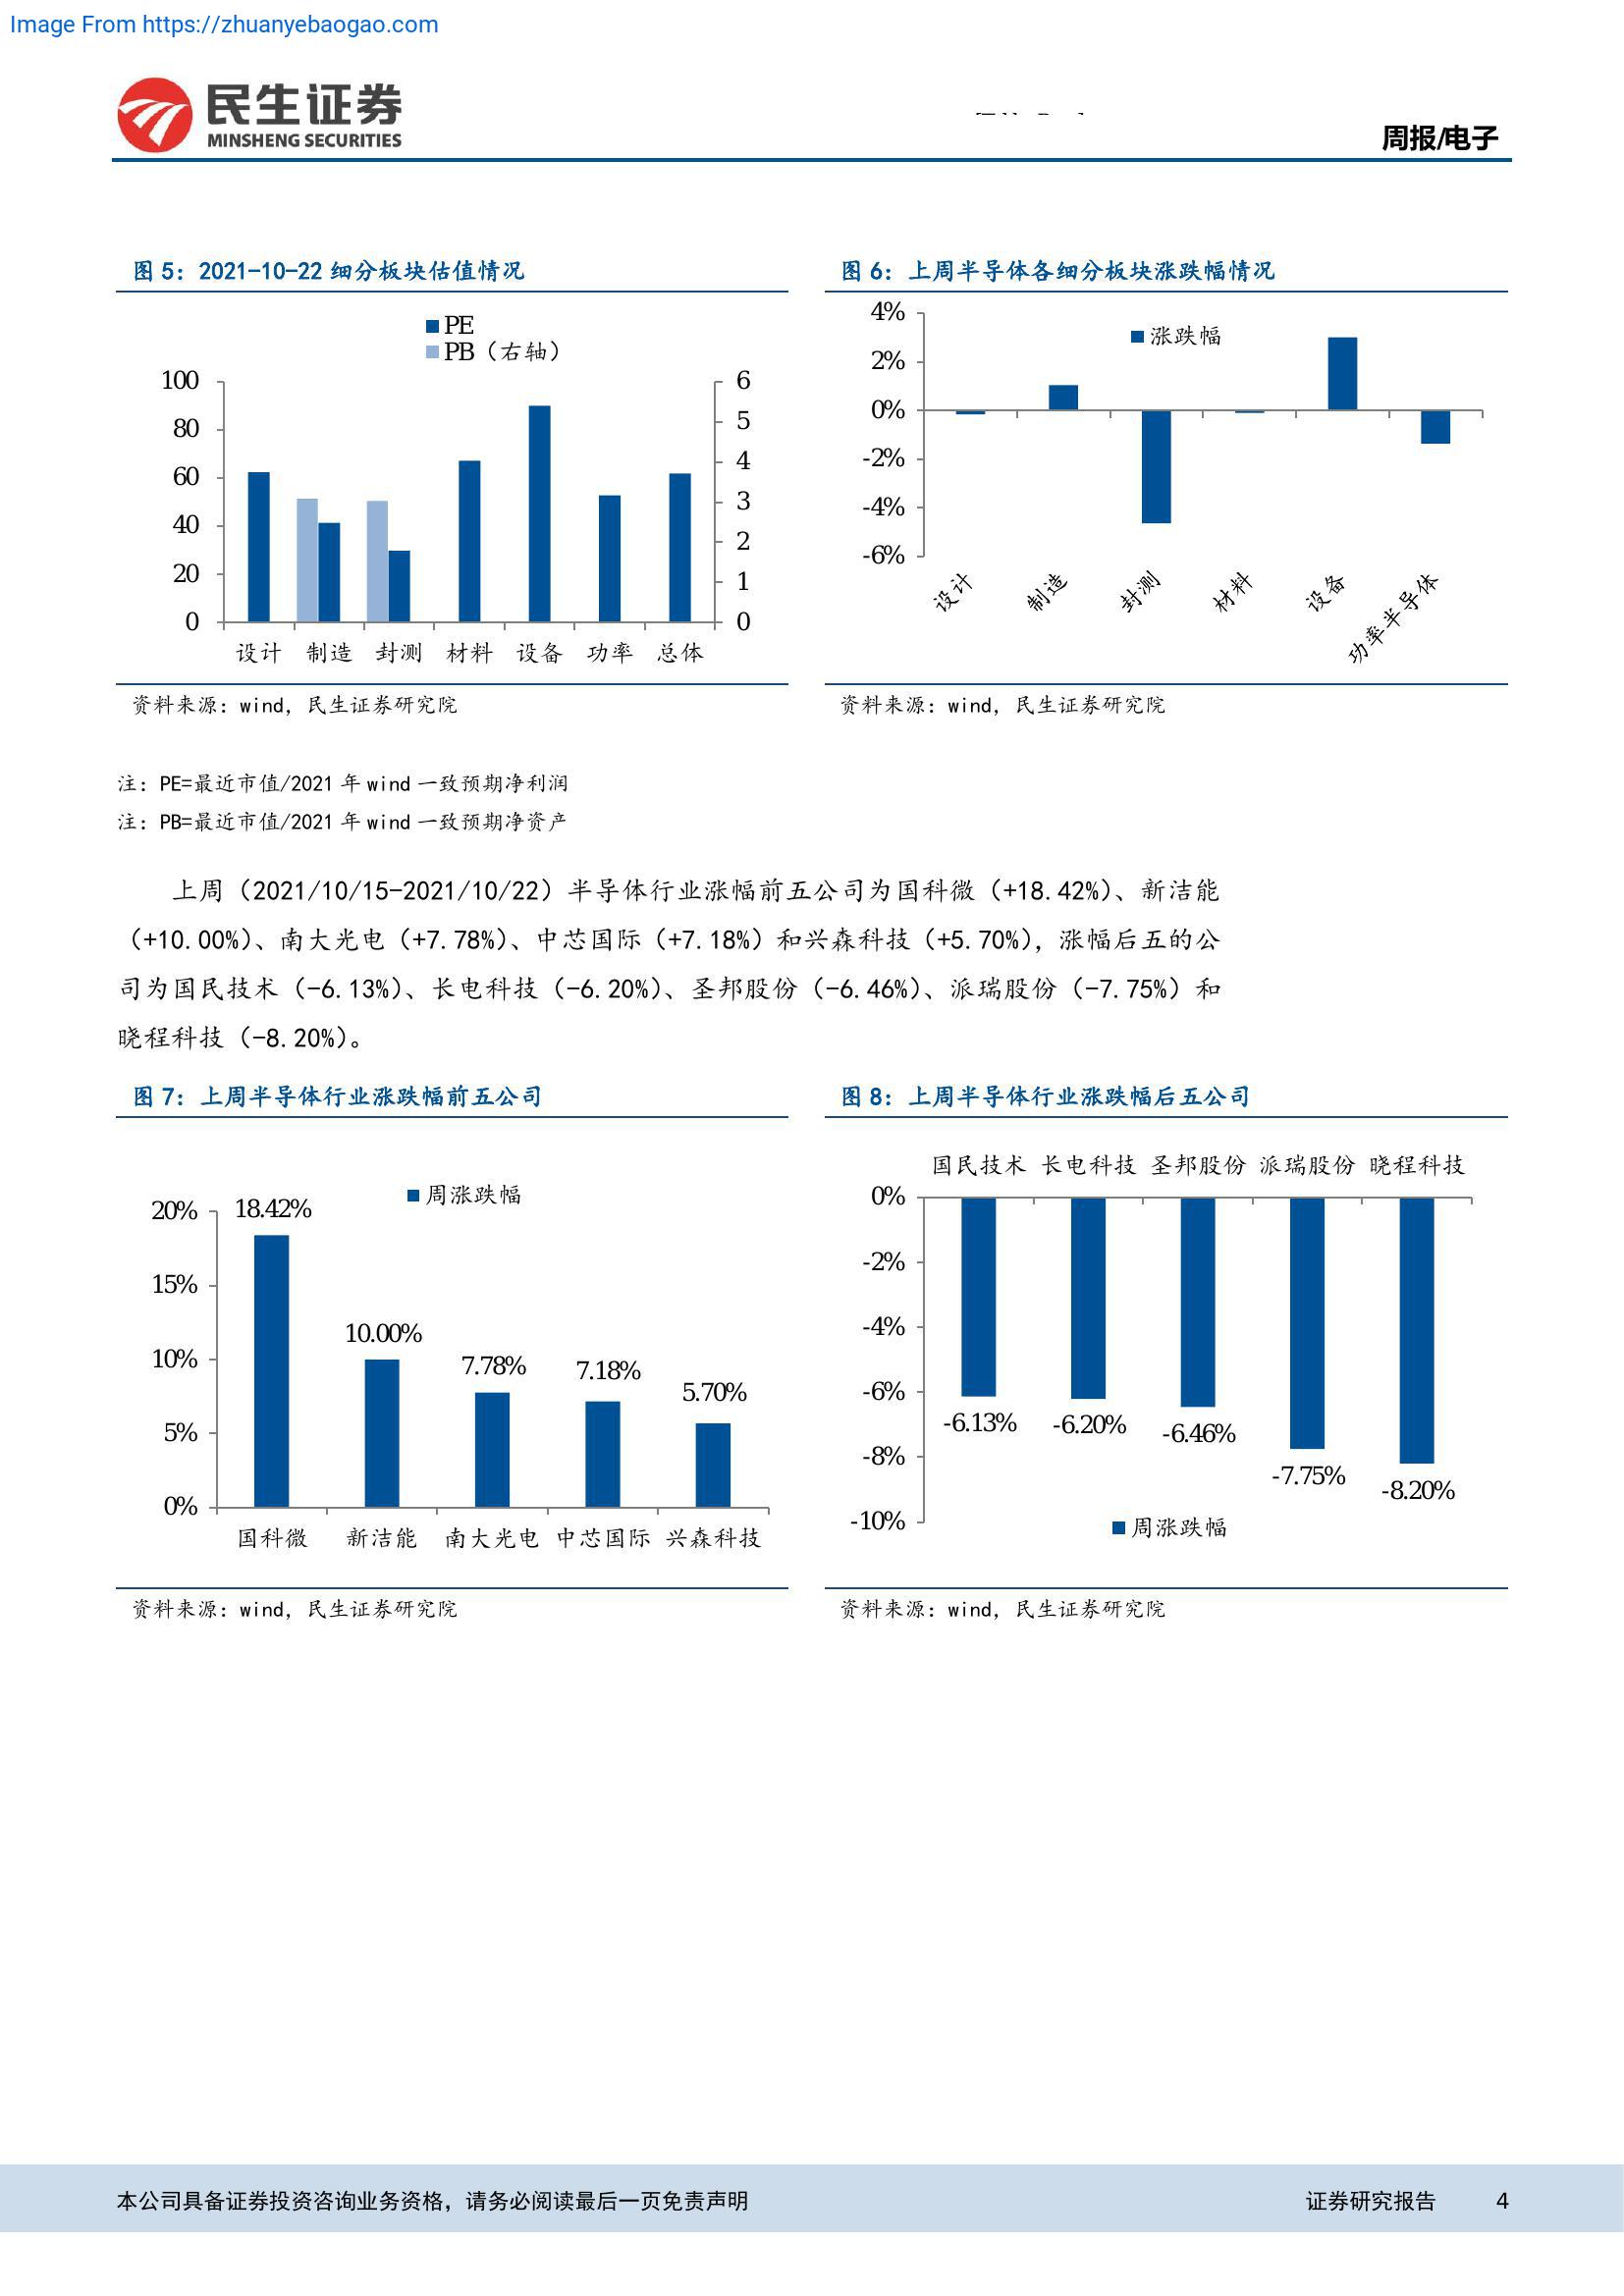 Image From https://zhuanyebaogao.com
民生证券
MINSHENG SECURITIES
周报/电子
图 5：2021-10-22 细分板块估值情况
PE
PB（右轴）
100
80
60
40
20
0
6
5
4
3
2
1
0
设计 制造 封测 材料 设备 功率 总体
资料来源：wind，民生证券研究院
图 6：上周半导体各细分板块涨跌幅情况
涨跌幅
4%
2%
0%
-2%
-4%
-6%
设计 制造 封测 材料 设备 功率半导体
资料来源：wind，民生证券研究院
注：PE=最近市值/2021 年 wind 一致预期净利润
注：PB=最近市值/2021 年 wind 一致预期净资产
上周（2021/10/15-2021/10/22）半导体行业涨幅前五公司为国科微（+18.42%）、新洁能
（+10.00%）、南大光电（+7.78%）、中芯国际（+7.18%）和兴森科技（+5.70%），涨幅后五的公
司为国民技术（-6.13%）、长电科技（-6.20%）、圣邦股份（-6.46%）、派瑞股份（-7.75%）和
晓程科技（-8.20%）。
图 7：上周半导体行业涨跌幅前五公司
周涨跌幅
20%
15%
10%
5%
0%
18.42%
10.00%
7.78%
7.18%
5.70%
国科微 新洁能 南大光电 中芯国际 兴森科技
资料来源：wind，民生证券研究院
图 8：上周半导体行业涨跌幅后五公司
国民技术 长电科技 圣邦股份 派瑞股份 晓程科技
0%
-2%
-4%
-6%
-8%
-10%
-6.13%
-6.20%
-6.46%
-7.75%
-8.20%
周涨跌幅
资料来源：wind，民生证券研究院
本公司具备证券投资咨询业务资格，请务必阅读最后一页免责声明
证券研究报告 4